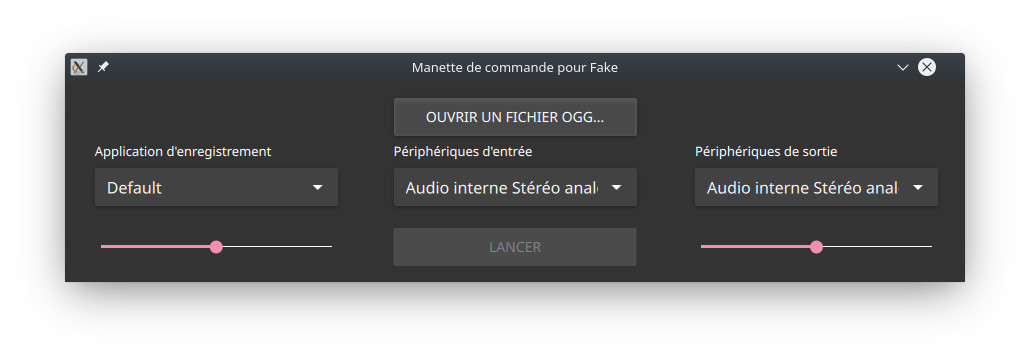 Manette de commande pour Fake
OUVRIR UN FICHIER OGG...
Application d'enregistrement
Périphériques d'entrée
Périphériques de sortie
Default
Audio interne Stéréo anal
Audio interne Stéréo anal
LANCER